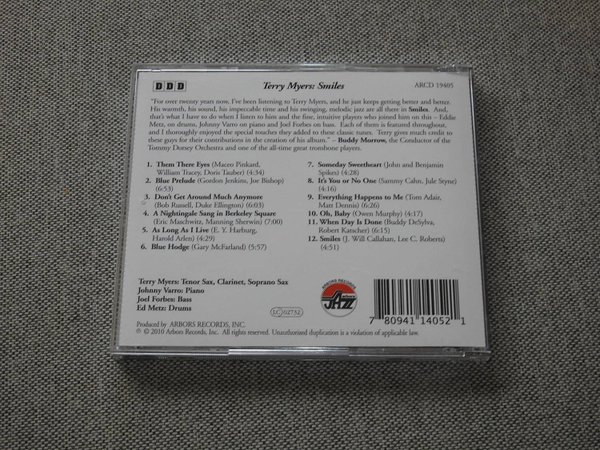 DDD
Terry Myers: Smiles
ARCD 19405
"For over twenty years now, I've been listening to Terry Myers, and he just keeps getting better and better.
His warmth, his sound, his impeccable time and his swinging, melodic jazz are all there in Smiles. And,
that's what I have to do when I listen to him and the fine, intuitive players who joined him on this – Eddie
Metz, on drums, Johnny Varro on piano and Joel Forbes on bass. Each of them is featured throughout,
and I thoroughly enjoyed the special touches they added to these classic tunes. Terry gives much credit to
these guys for their contributions in the creation of his album." – Buddy Morrow, the Conductor of the
Tommy Dorsey Orchestra and one of the all-time great trombone players.
1. Them There Eyes (Maceo Pinkard,
William Tracey, Doris Tauber) (4:34)
2. Blue Prelude (Gordon Jenkins, Joe Bishop)
(6:53)
3. Don't Get Around Much Anymore
(Bob Russell, Duke Ellington) (6:03)
4. A Nightingale Sang in Berkeley Square
(Eric Maschwitz, Manning Sherwin) (7:00)
5. As Long As I Live (E. Y. Harburg,
Harold Arlen) (4:29)
6. Blue Hodge (Gary McFarland) (5:57)
7. Someday Sweetheart (John and Benjamin
Spikes) (4:28)
8. It's You or No One (Sammy Cahn, Jule Styne)
(4:16)
9. Everything Happens to Me (Tom Adair,
Matt Dennis) (6:26)
10. Oh, Baby (Owen Murphy) (4:17)
11. When Day Is Done (Buddy DeSylva,
Robert Katscher) (6:15)
12. Smiles (J. Will Callahan, Lee C. Roberts)
(4:51)
Terry Myers: Tenor Sax, Clarinet, Soprano Sax
Johnny Varro: Piano
Joel Forbes: Bass
Ed Metz: Drums
LC 02732
ARBORS RECORDS
JAZZ
7 80941 14052 1
Produced by ARBORS RECORDS, INC.
℗ © 2010 Arbors Records, Inc. All rights reserved. Unauthorized duplication is a violation of applicable law.